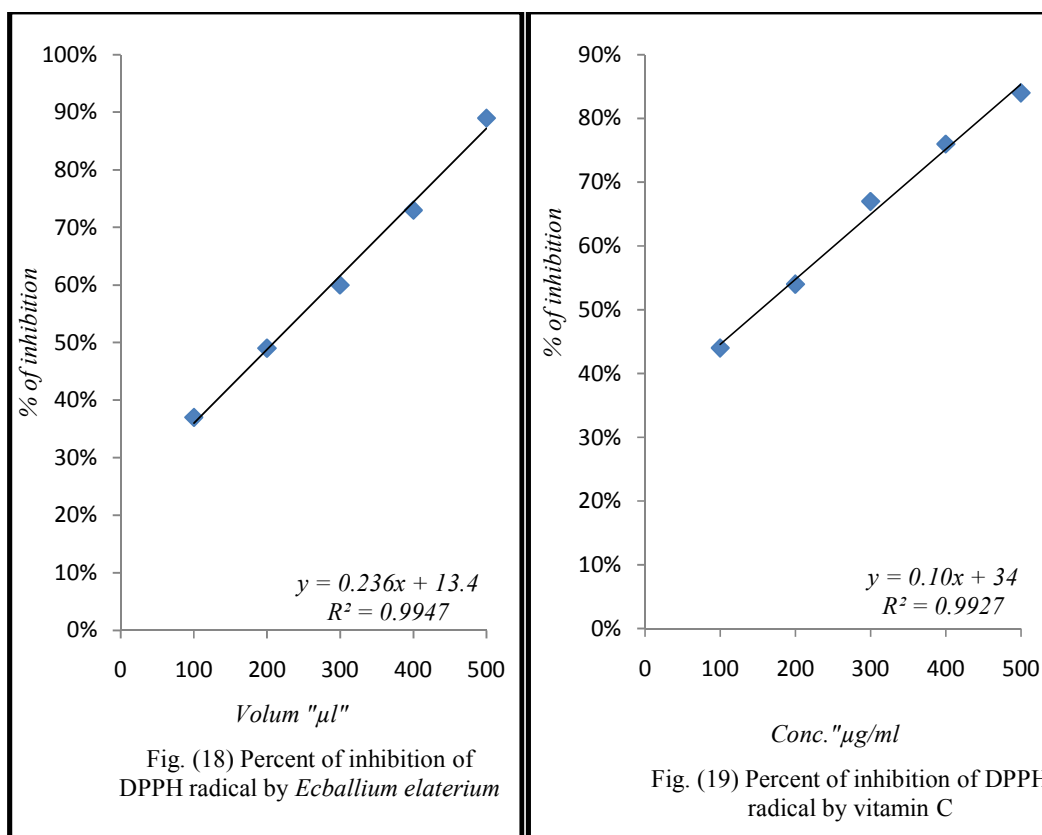 100%
90%
80%
70%
60%
50%
40%
30%
20%
10%
0%
% of inhibition
y = 0.236x + 13.4
R² = 0.9947
0 100 200 300 400 500
Volum "µl"
Fig. (18) Percent of inhibition of
DPPH radical by Ecballium elaterium
90%
80%
70%
60%
50%
40%
30%
20%
10%
0%
% of inhibition
y = 0.10x + 34
R² = 0.9927
0 100 200 300 400 500
Conc."µg/ml
Fig. (19) Percent of inhibition of DPPH
radical by vitamin C